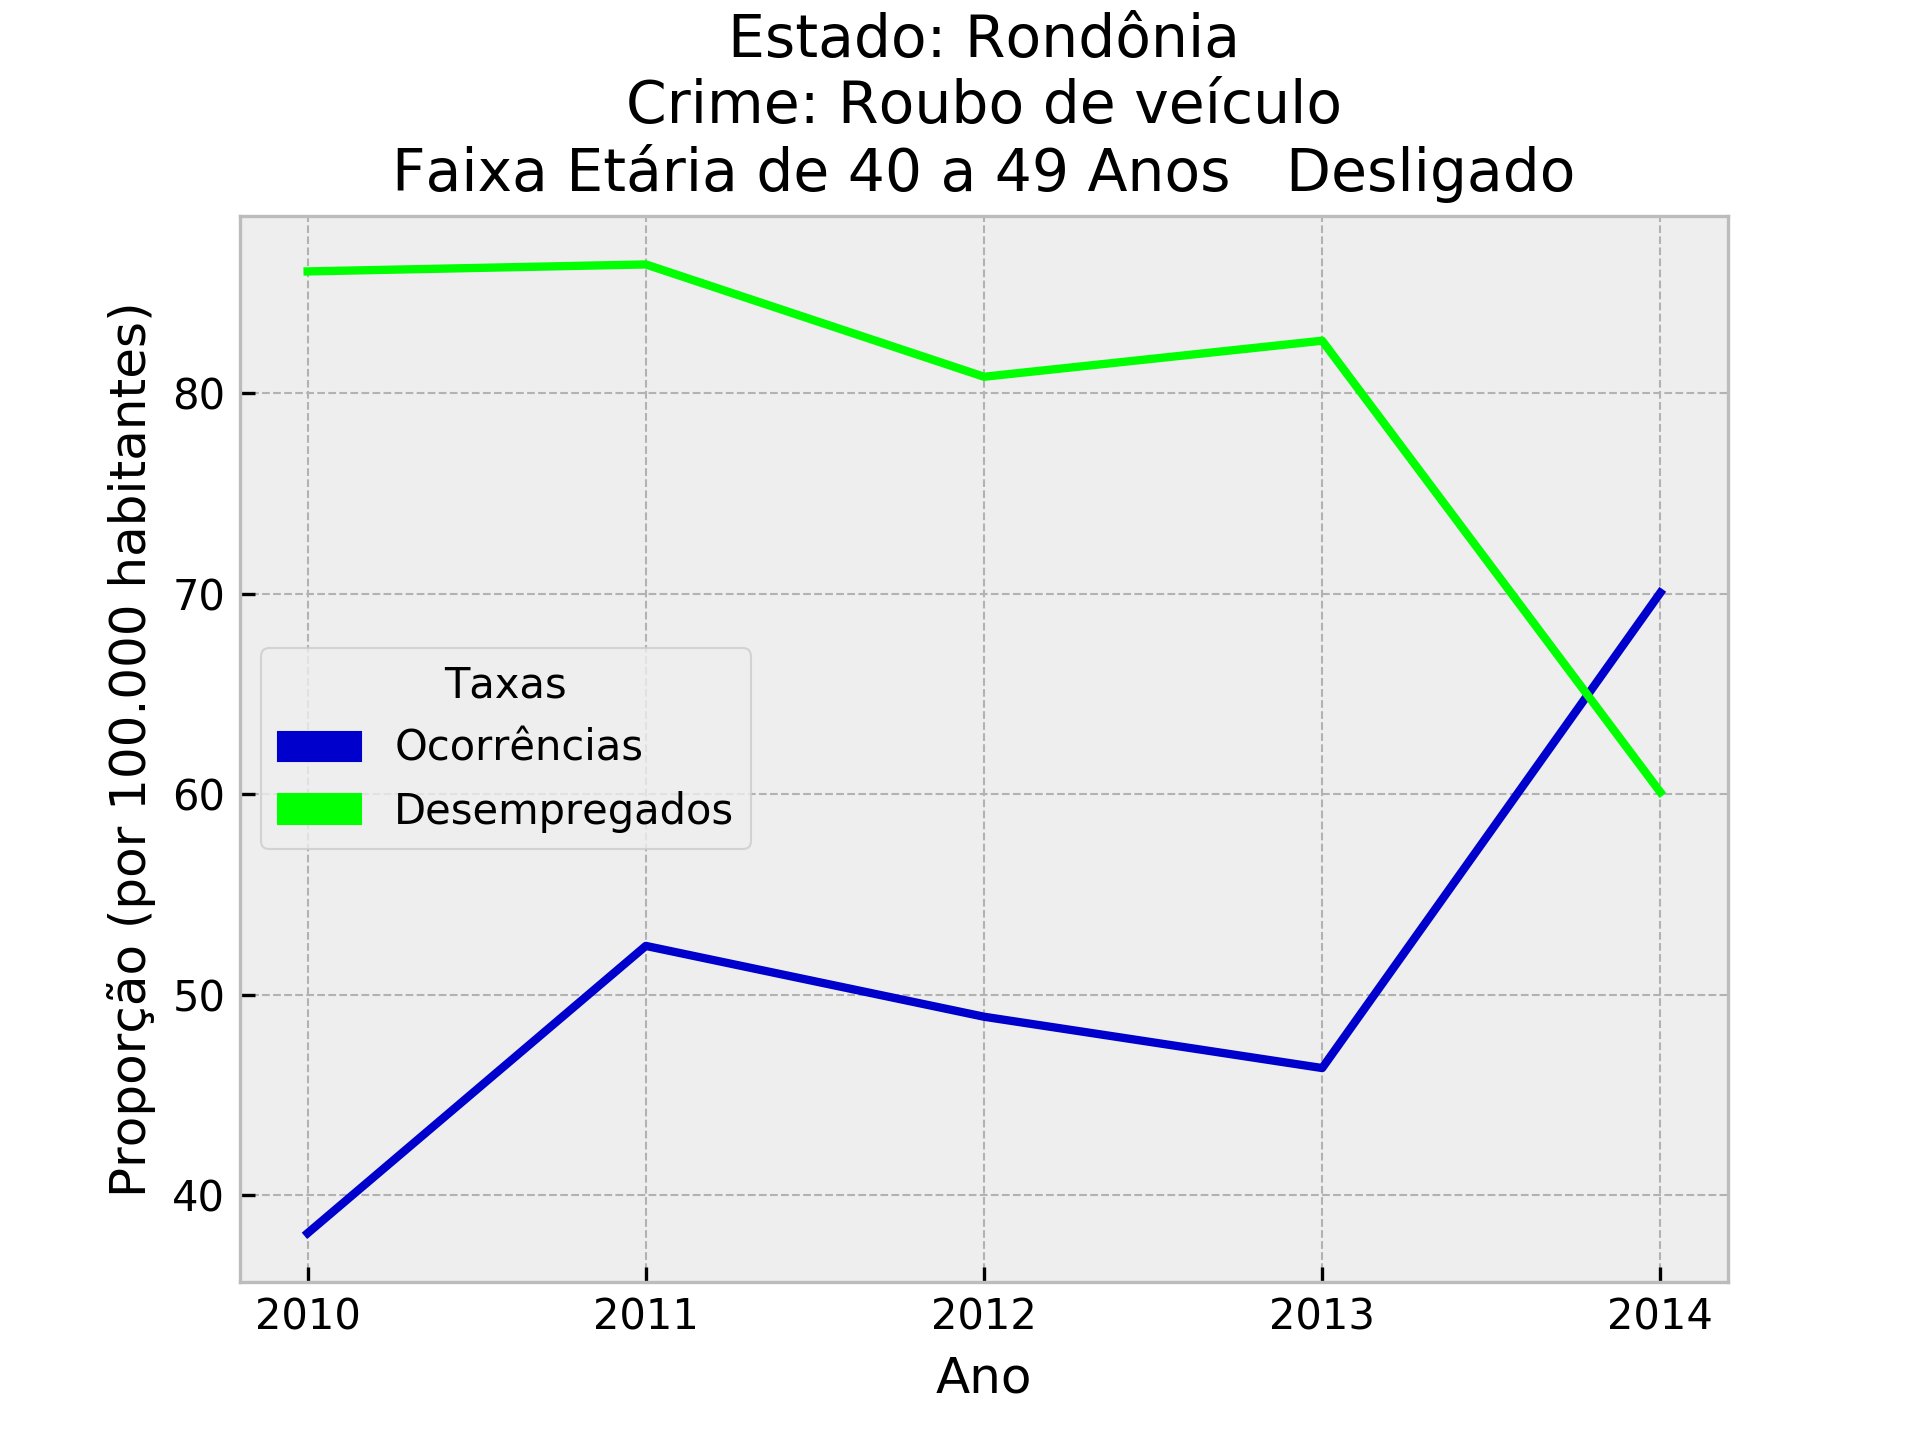 Estado: Rondônia
Crime: Roubo de veículo
Faixa Etária de 40 a 49 Anos   Desligado
Proporção (por 100.000 habitantes)
80
70
60
50
40
Taxas
Ocorrências
Desempregados
2010 2011 2012 2013 2014
Ano